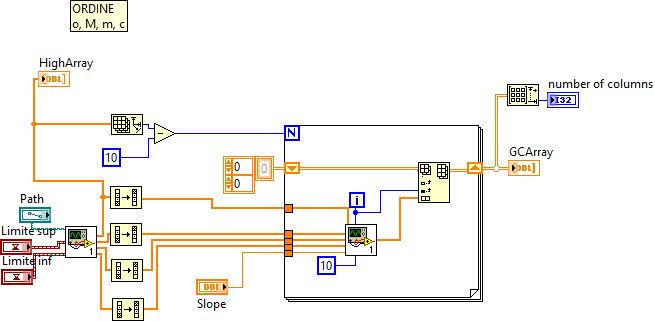 ORDINE
o, M, m, c
HighArray
DBL
number of columns
I32
GCArray
DBL
N
10
0
0
0
Path
i
Limite sup
1
1
Limite inf
10
DBL
Slope